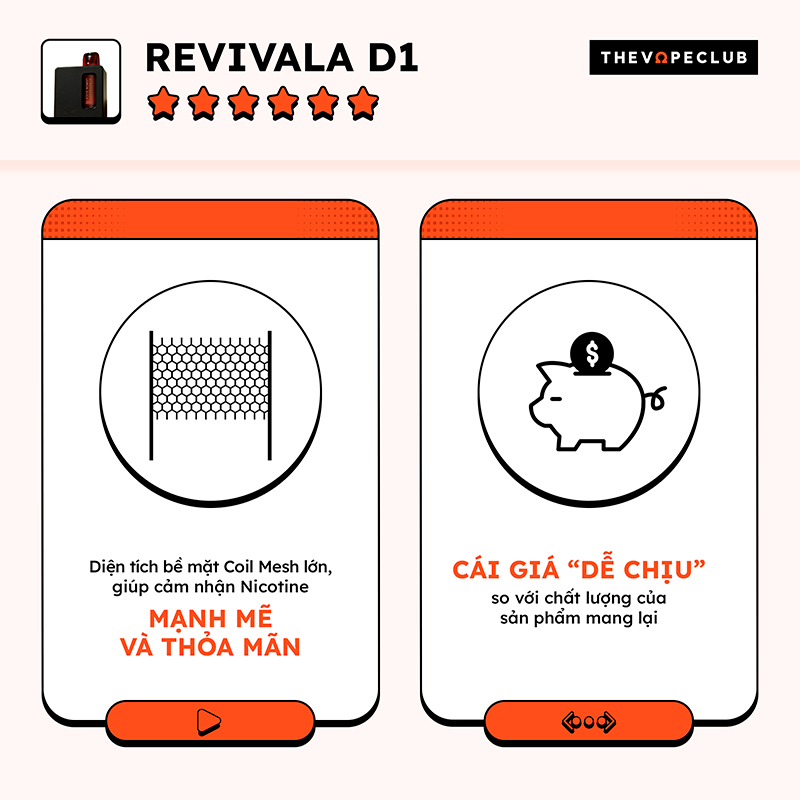 REVIVALA D1
THEVAPECLUB
Diện tích bề mặt Coil Mesh lớn,
giúp cảm nhận Nicotine
MẠNH MẼ
VÀ THỎA MÃN
$
CÁI GIÁ “DỄ CHỊU”
so với chất lượng của
sản phẩm mang lại